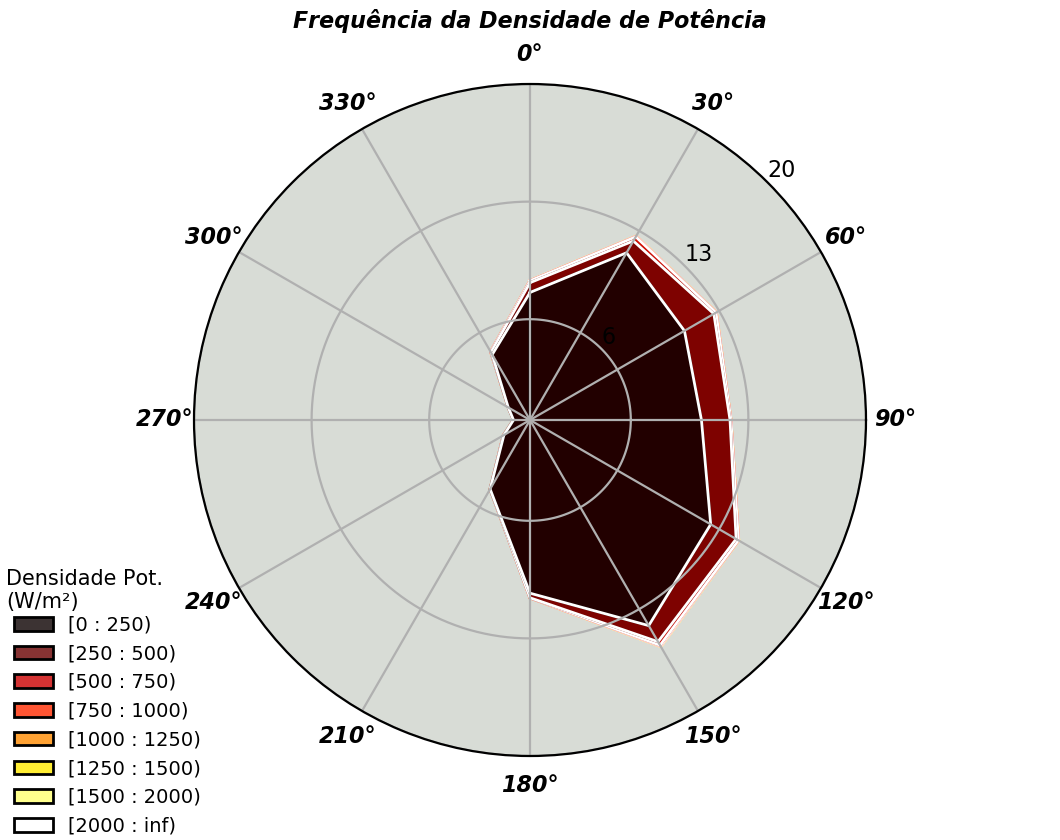 Frequência da Densidade de Potência
0°
330°
30°
20
300°
60°
13
6
270°
90°
240°
120°
210°
150°
180°
Densidade Pot.
(W/m²)
[0 : 250)
[250 : 500)
[500 : 750)
[750 : 1000)
[1000 : 1250)
[1250 : 1500)
[1500 : 2000)
[2000 : inf)